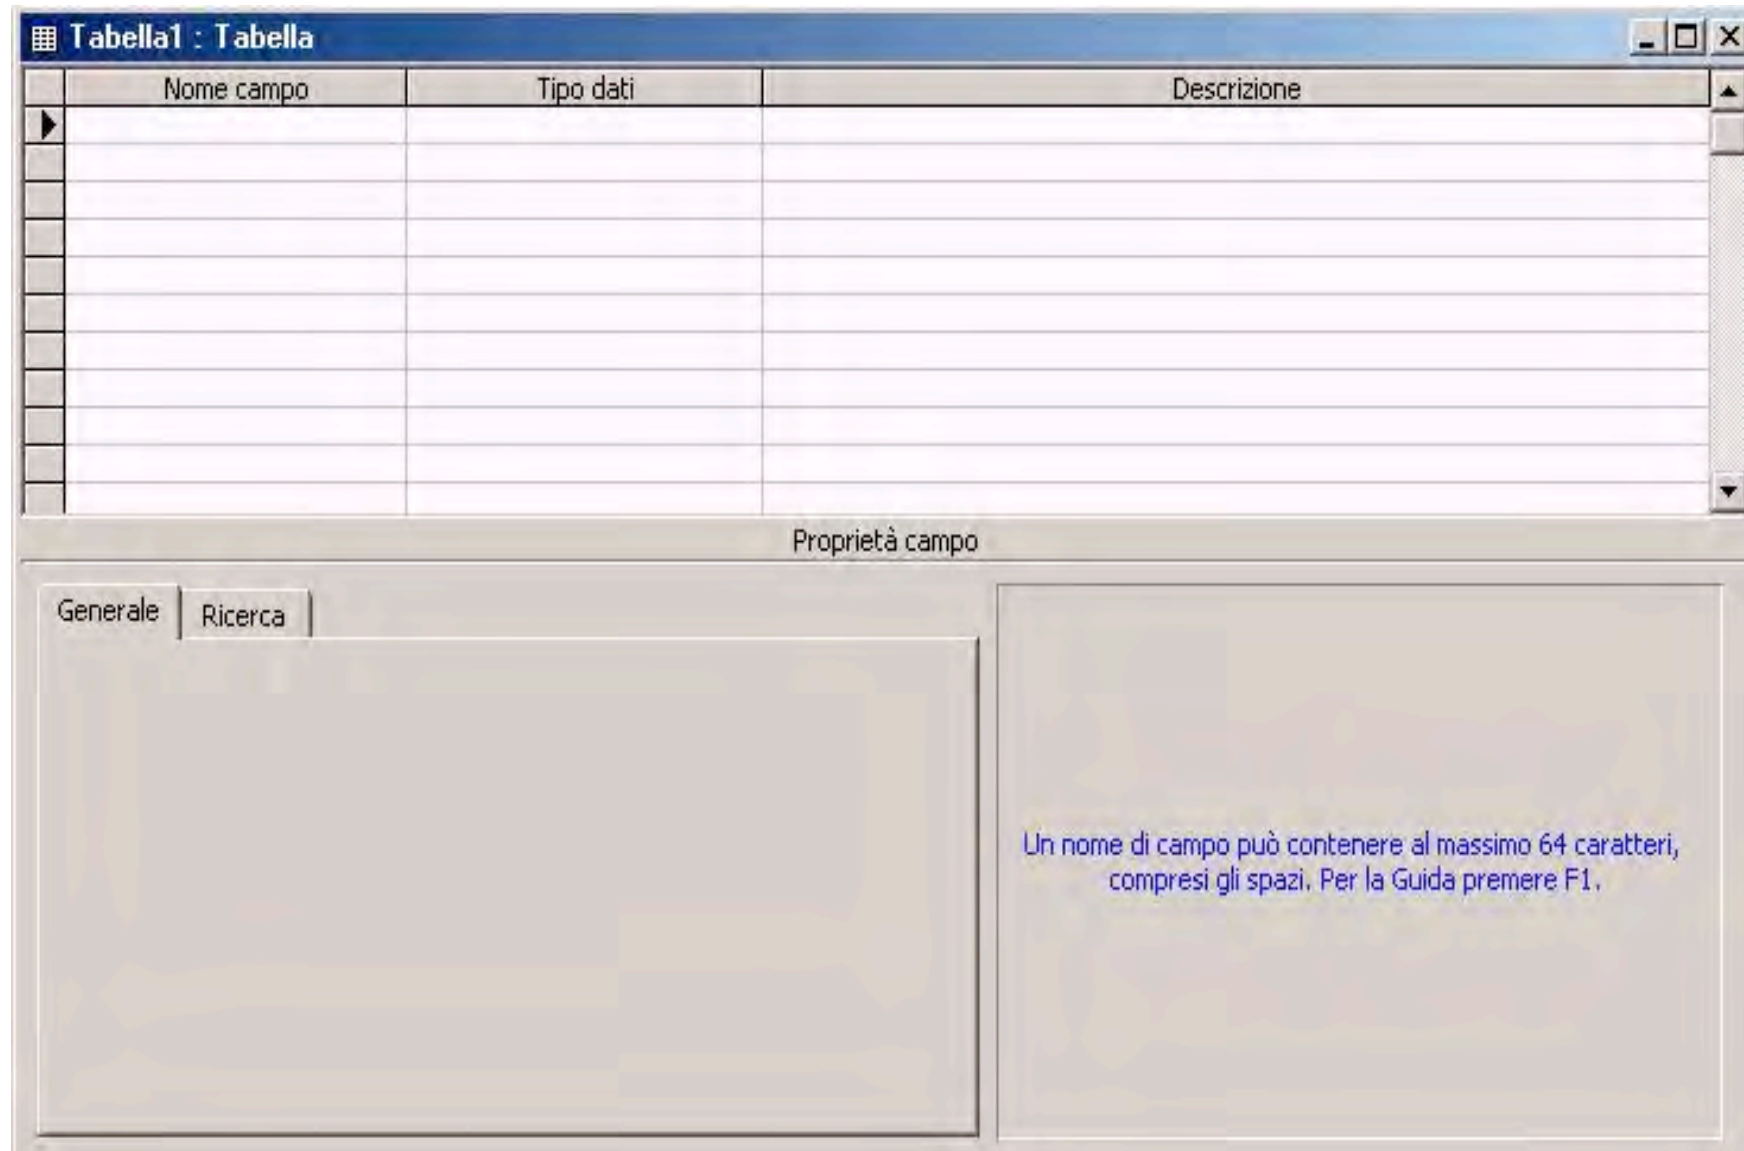 Tabella1 : Tabella
Nome campo Tipo dati Descrizione
Proprietà campo
Generale Ricerca
Un nome di campo può contenere al massimo 64 caratteri,
compresi gli spazi. Per la Guida premere F1.